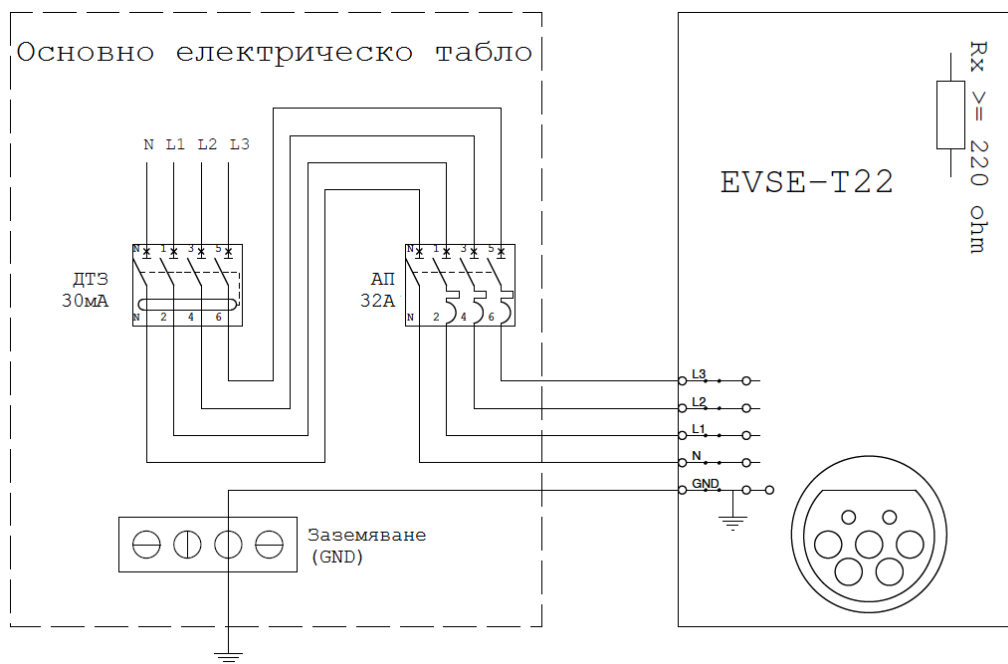 Основно електрическо табло
N L1 L2 L3
N 1 3 5
ДТЗ
30мА
N 2 4 6
N 1 3 5
АП
32А
N 2 4 6
L3
L2
L1
N
GND
Заземяване
(GND)
EVSE-T22
Rx >= 220 ohm